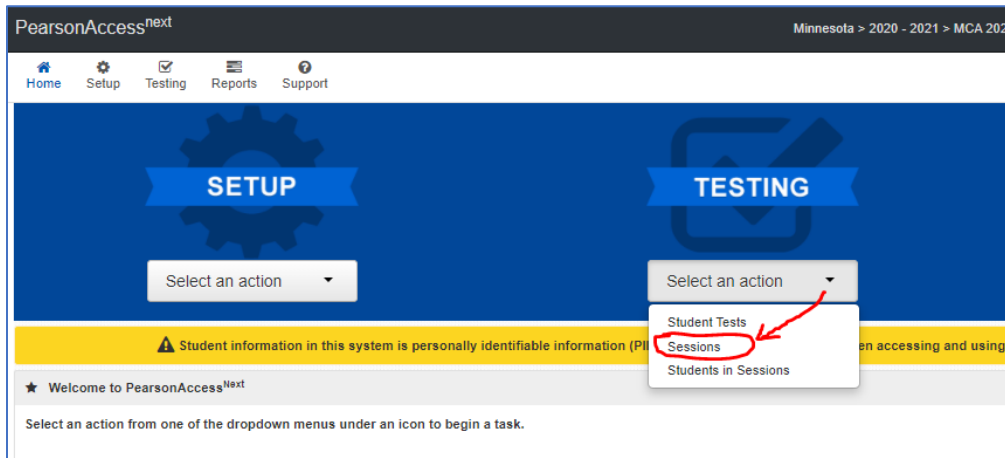 PearsonAccessnext
Minnesota > 2020 - 2021 > MCA 202
Home Setup Testing Reports Support
SETUP
TESTING
Select an action
Select an action
Student Tests
Sessions
Students in Sessions
Student information in this system is personally identifiable information (PII en accessing and using
Welcome to PearsonAccessNext
Select an action from one of the dropdown menus under an icon to begin a task.